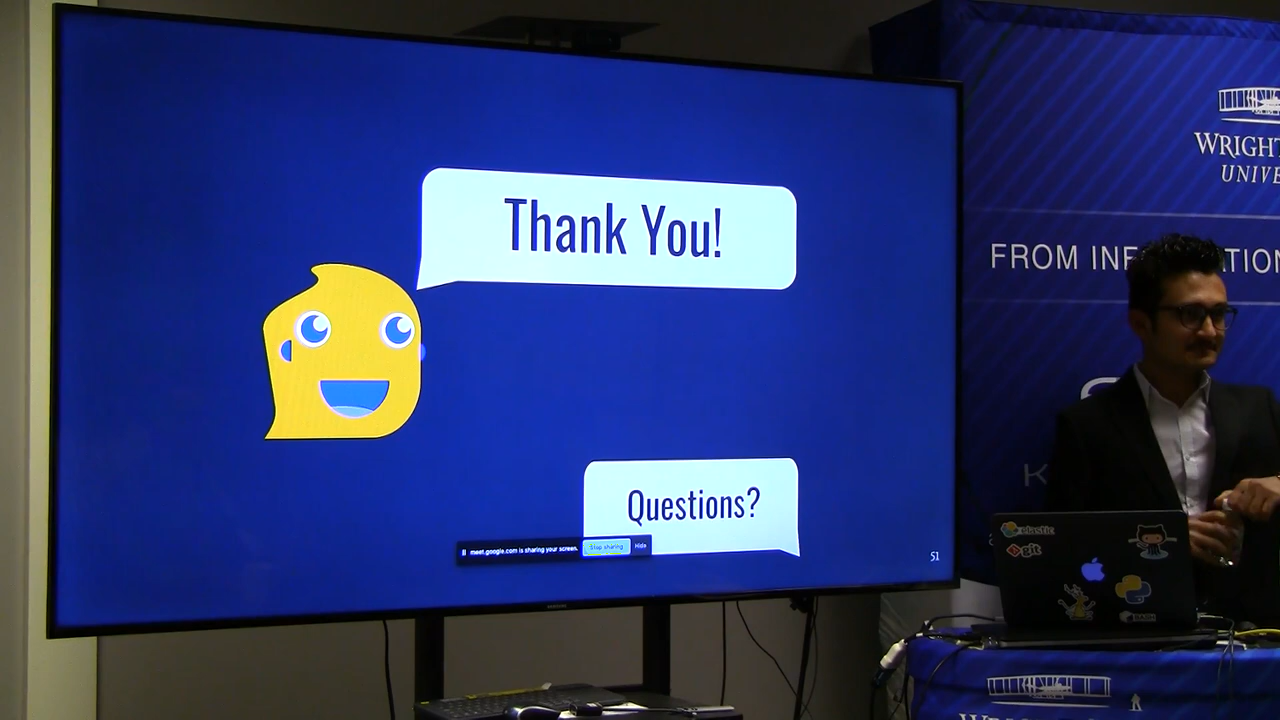 Thank You!
Questions?
meet.google.com is sharing your screen.
Stop sharing
Hide
51
WRIGHT
UNIVE
FROM INF
TION
K
elastic
git
BASH